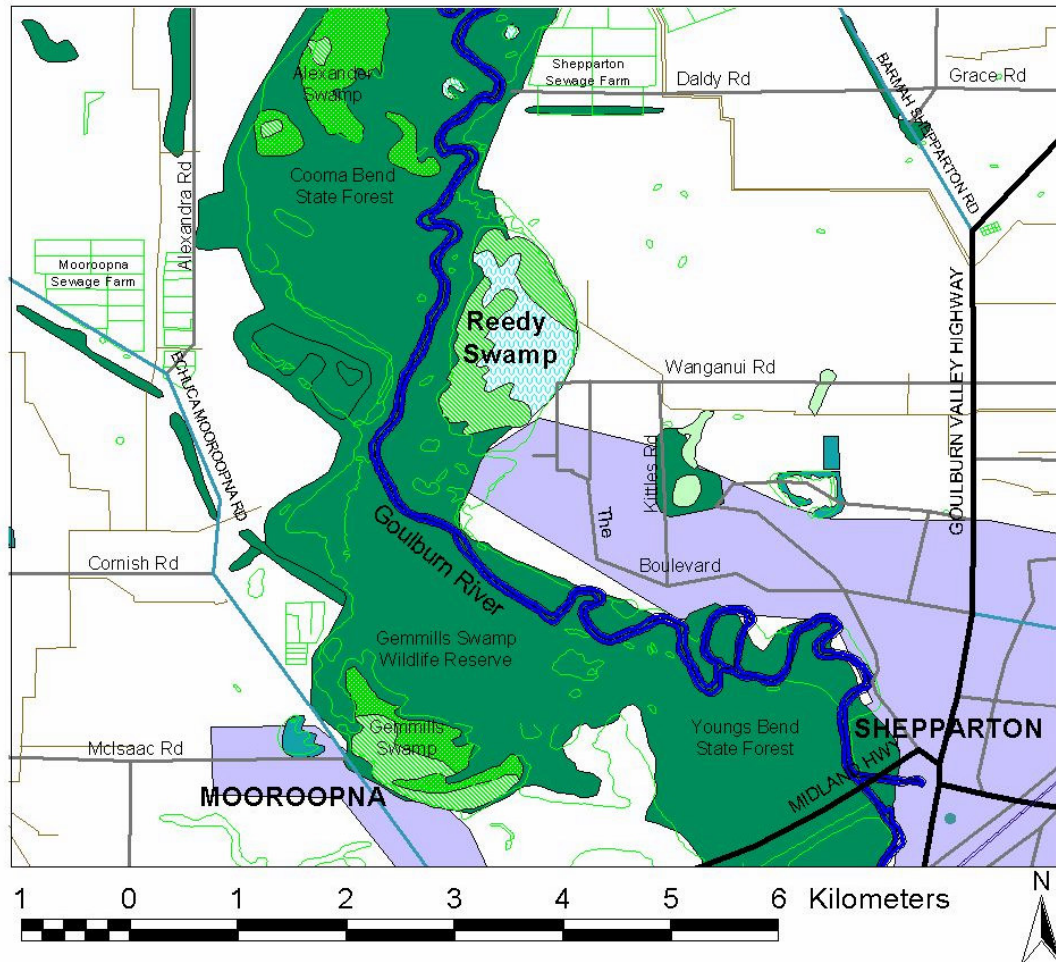 Alexander
Swamp
Shepparton
Sewage Farm
Daldy Rd
Grace Rd
BARMAH SHEPPARTON RD
Cooma Bend
State Forest
Alexandra Rd
Mooroopna
Sewage Farm
GOULBURN VALLEY HIGHWAY
Reedy
Swamp
Wanganui Rd
ECHUCA MOOROOPNA RD
Kittles Rd
The
Boulevard
Goulburn River
Cornish Rd
Gemmills Swamp
Wildlife Reserve
Gemmills
Swamp
Youngs Bend
State Forest
SHEPPARTON
McIsaac Rd
MIDLAND HWY
MOOROOPNA
1 0 1 2 3 4 5 6 Kilometers
N